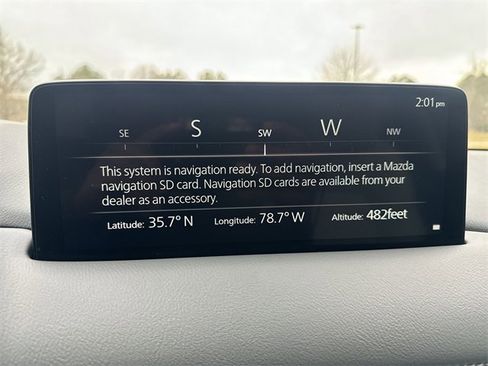 2:01 pm
SE S SW W NW
This system is navigation ready. To add navigation, insert a Mazda
navigation SD card. Navigation SD cards are available from your
dealer as an accessory.
Latitude: 35.7° N Longitude: 78.7° W Altitude: 482feet